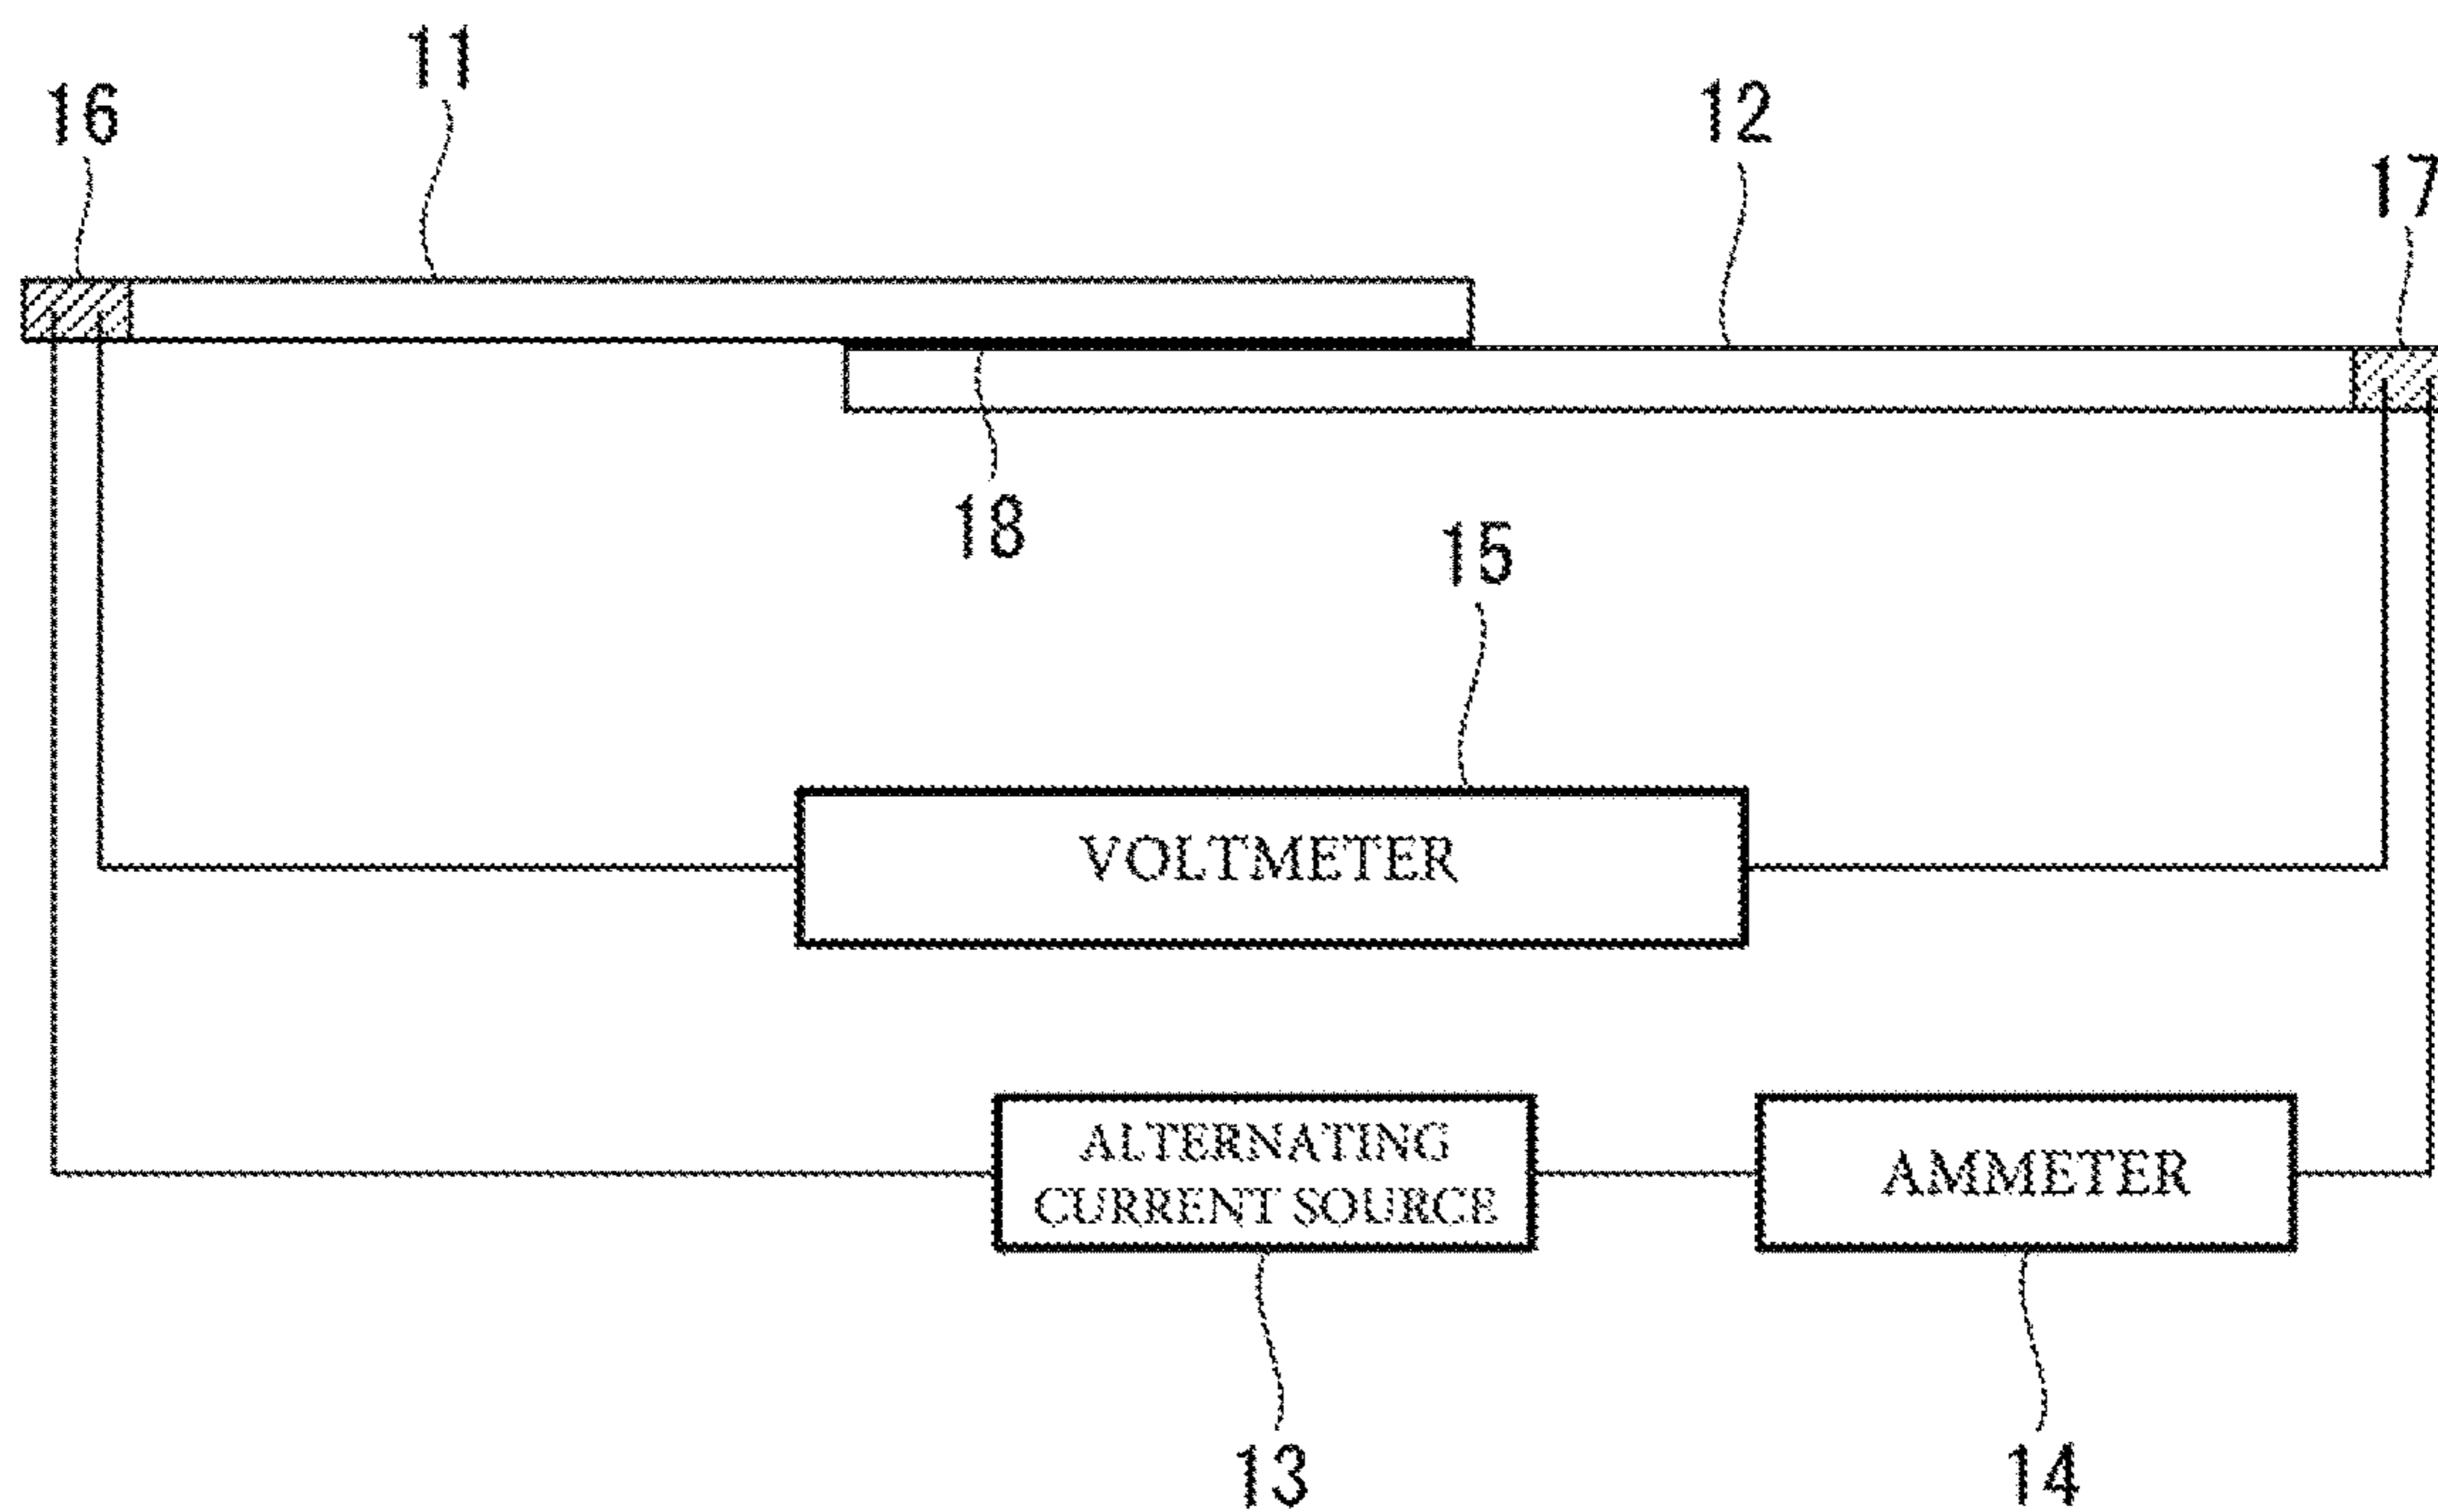 11
16
12
17
18
15
VOLTMETER
ALTERNATING
CURRENT SOURCE
AMMETER
13
14